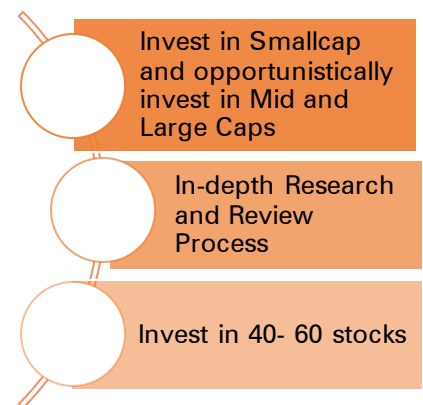 Invest in Smallcap
and opportunistically
invest in Mid and
Large Caps
In-depth Research
and Review
Process
Invest in 40- 60 stocks